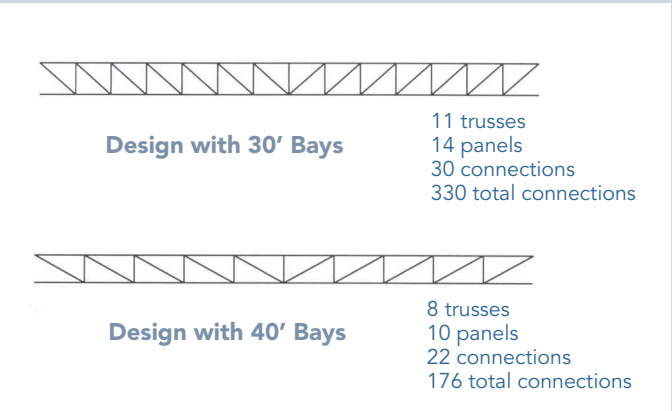 Design with 30’ Bays
11 trusses
14 panels
30 connections
330 total connections
Design with 40’ Bays
8 trusses
10 panels
22 connections
176 total connections